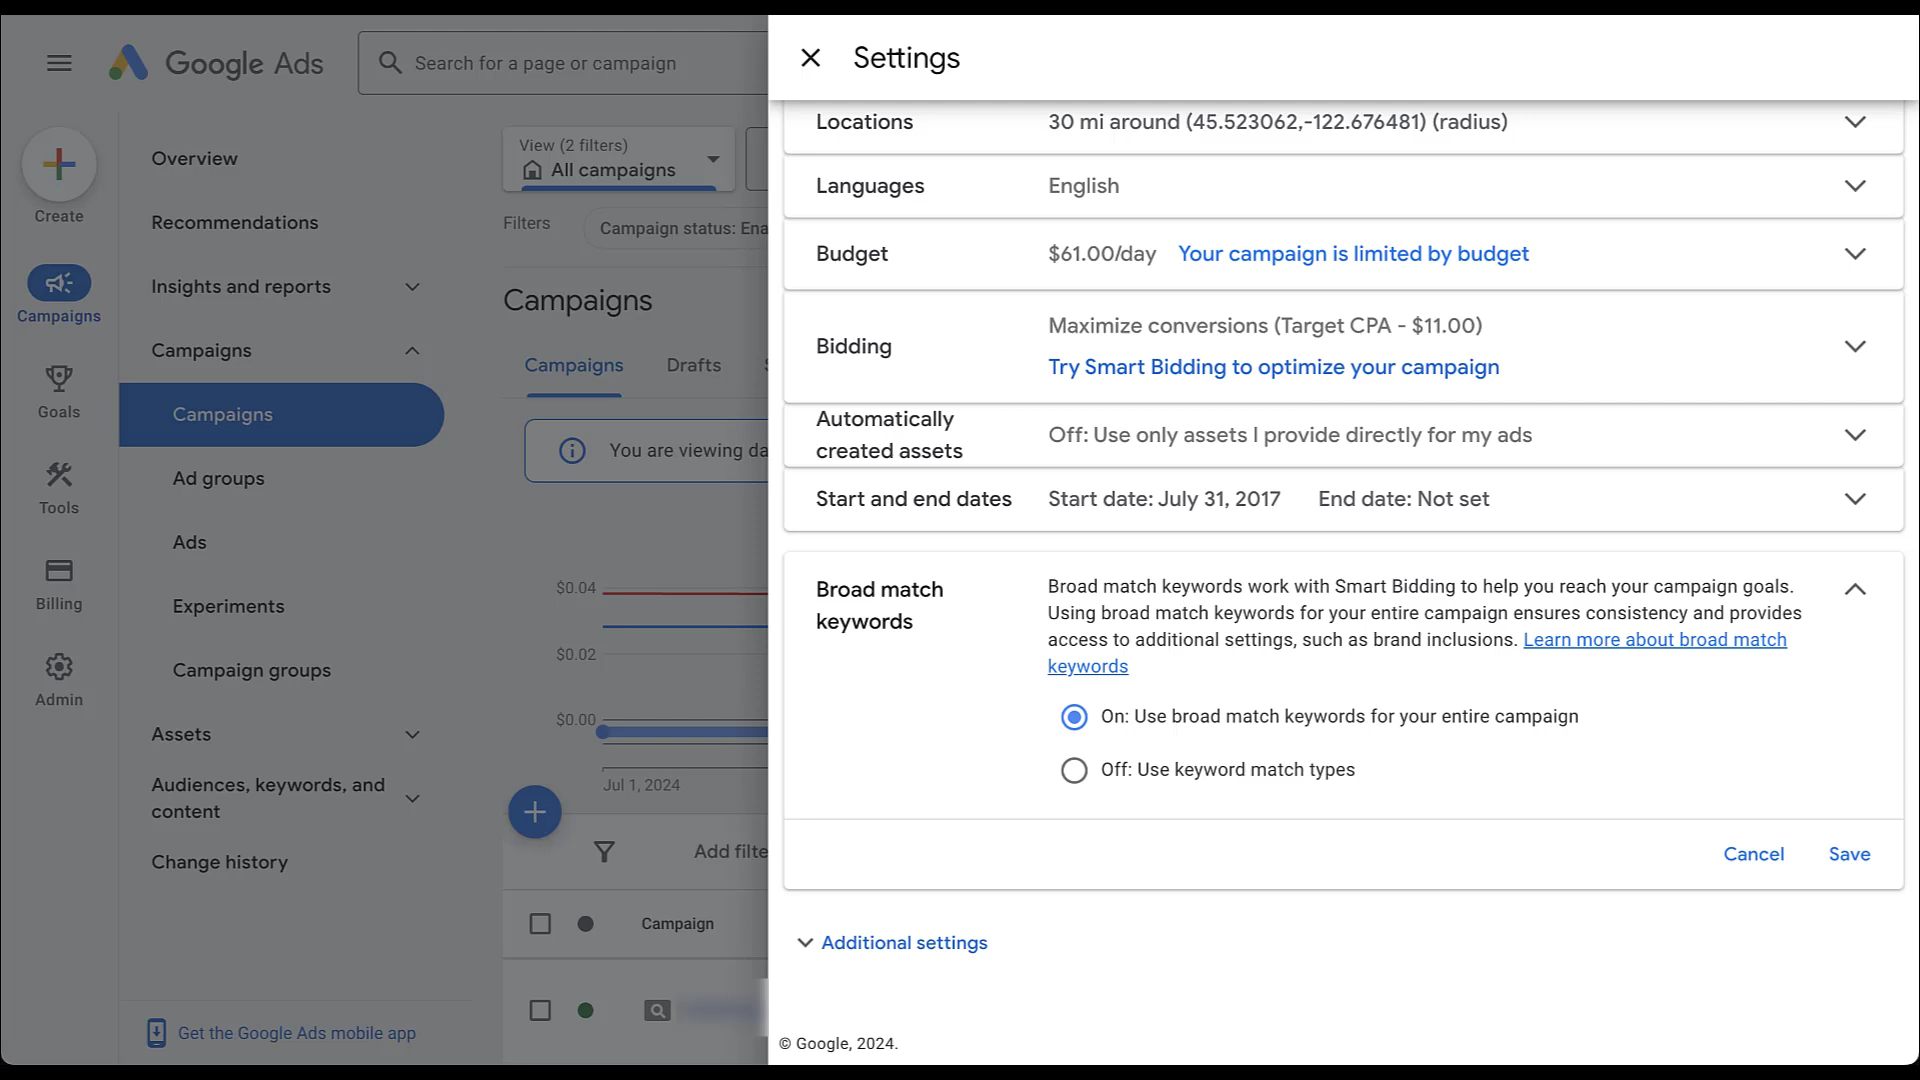 Google Ads
Search for a page or campaign
Create
Campaigns
Goals
Tools
Billing
Admin
Overview
Recommendations
Insights and reports
Campaigns
Campaigns
Ad groups
Ads
Experiments
Campaign groups
Assets
Audiences, keywords, and
content
Change history
Get the Google Ads mobile app
View (2 filters)
All campaigns
Filters
Campaign status: Ena
Campaigns
Campaigns Drafts S
You are viewing da
$0.04
$0.02
$0.00
Jul 1, 2024
Add filte
Campaign
Settings
Locations 30 mi around (45.523062,-122.676481) (radius)
Languages English
Budget $61.00/day Your campaign is limited by budget
Bidding Maximize conversions (Target CPA - $11.00)
Try Smart Bidding to optimize your campaign
Automatically
created assets
Off: Use only assets I provide directly for my ads
Start and end dates Start date: July 31, 2017 End date: Not set
Broad match
keywords
Broad match keywords work with Smart Bidding to help you reach your campaign goals.
Using broad match keywords for your entire campaign ensures consistency and provides
access to additional settings, such as brand inclusions. Learn more about broad match
keywords
On: Use broad match keywords for your entire campaign
Off: Use keyword match types
Cancel Save
Additional settings
© Google, 2024.